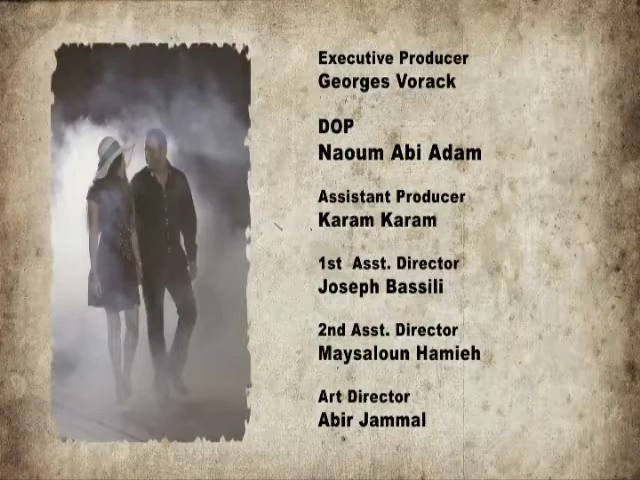 Executive Producer
Georges Vorack
DOP
Naoum Abi Adam
Assistant Producer
Karam Karam
1st Asst. Director
Joseph Bassili
2nd Asst. Director
Maysaloun Hamieh
Art Director
Abir Jammal